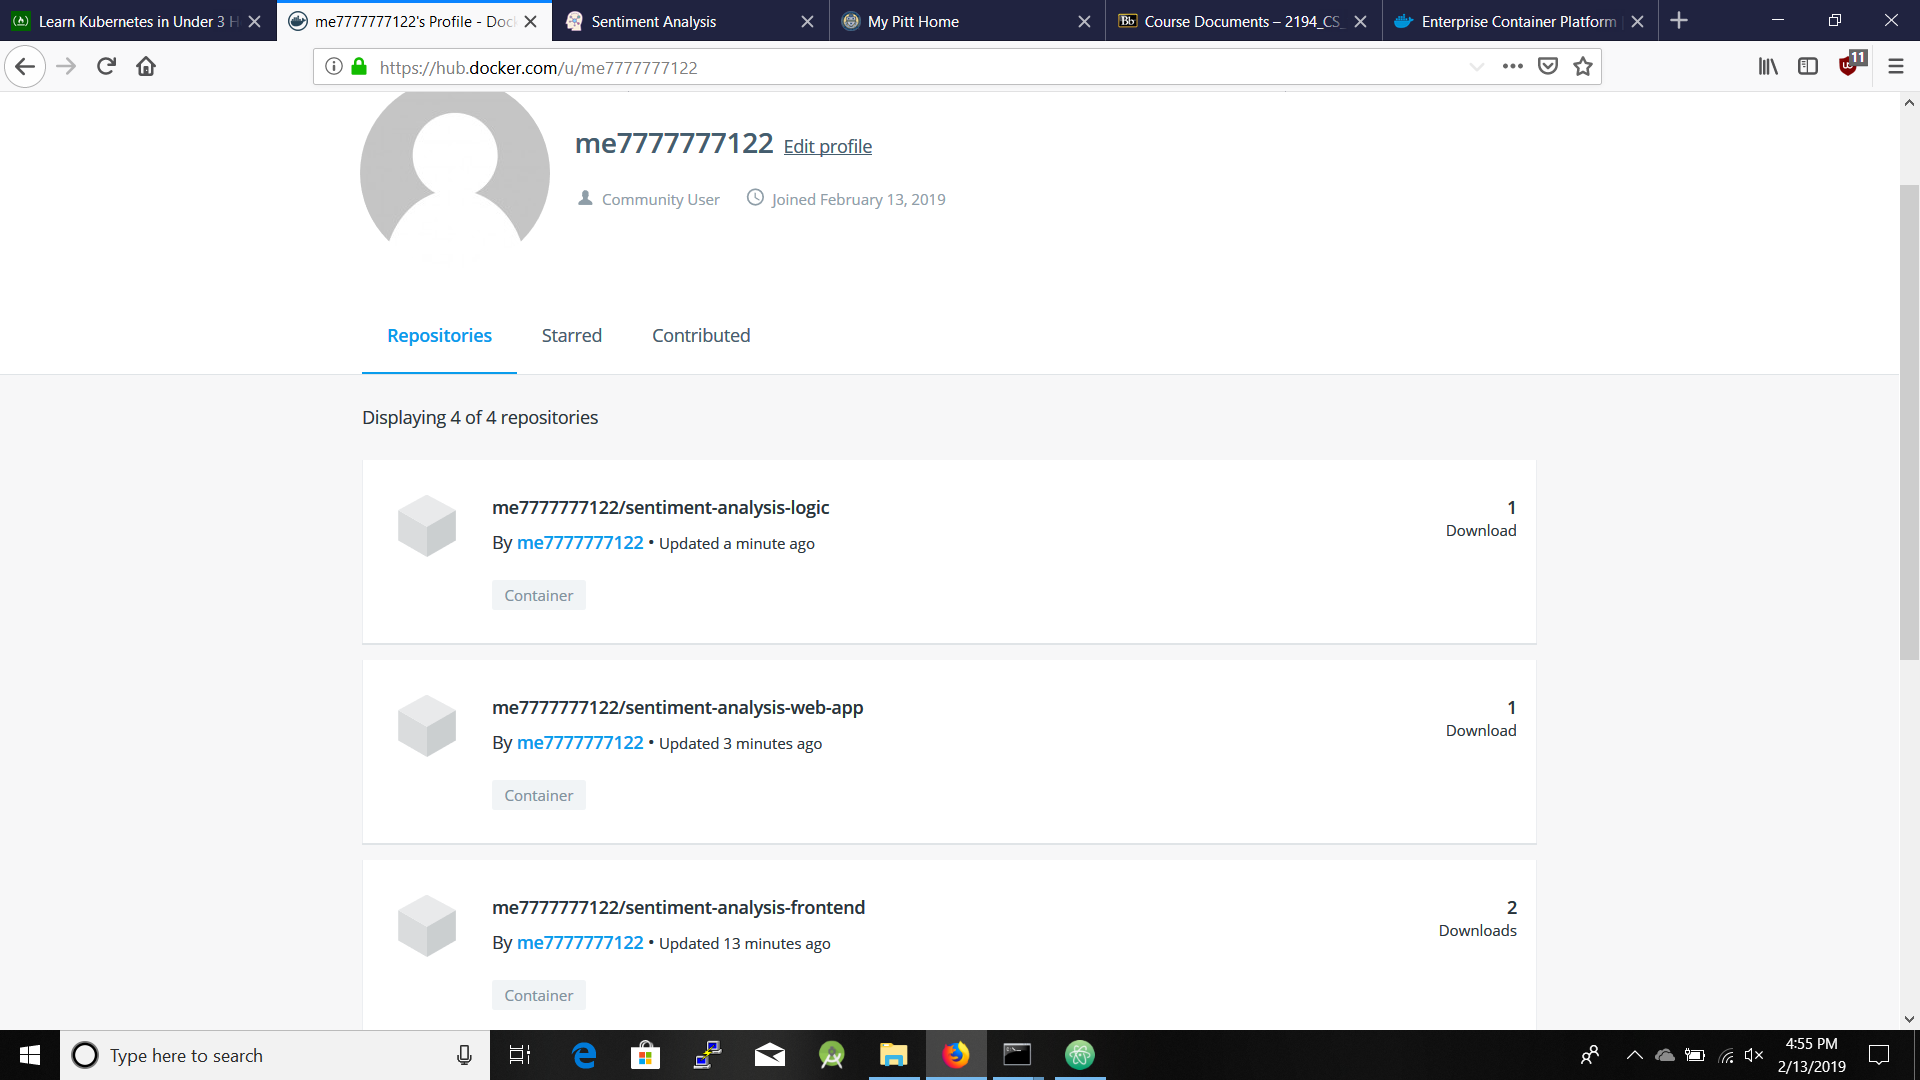 Learn Kubernetes in Under 3 H
me7777777122's Profile - Doc
Sentiment Analysis
My Pitt Home
Bb
Course Documents – 2194_CS_
Enterprise Container Platform
https://hub.docker.com/u/me7777777122
11
me7777777122 Edit profile
Community User Joined February 13, 2019
Repositories Starred Contributed
Displaying 4 of 4 repositories
me7777777122/sentiment-analysis-logic
1
By me7777777122 • Updated a minute ago
Download
Container
me7777777122/sentiment-analysis-web-app
1
By me7777777122 • Updated 3 minutes ago
Download
Container
me7777777122/sentiment-analysis-frontend
2
By me7777777122 • Updated 13 minutes ago
Downloads
Container
Type here to search
4:55 PM
2/13/2019